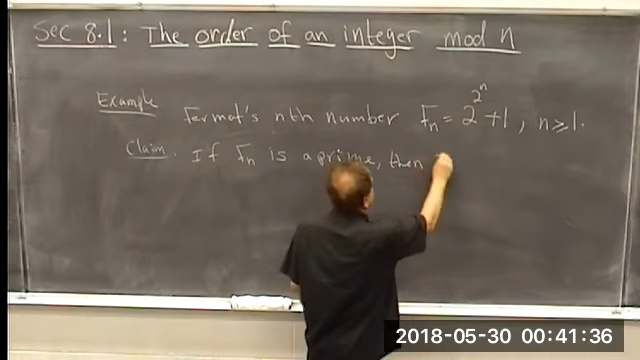 Sec 8.1: The order of an integer mod n
Example Fermat's nth number Fₙ = 2^2^n + 1, n ⩾ 1.
Claim. If Fₙ is a prime, then
2018-05-30 00:41:36